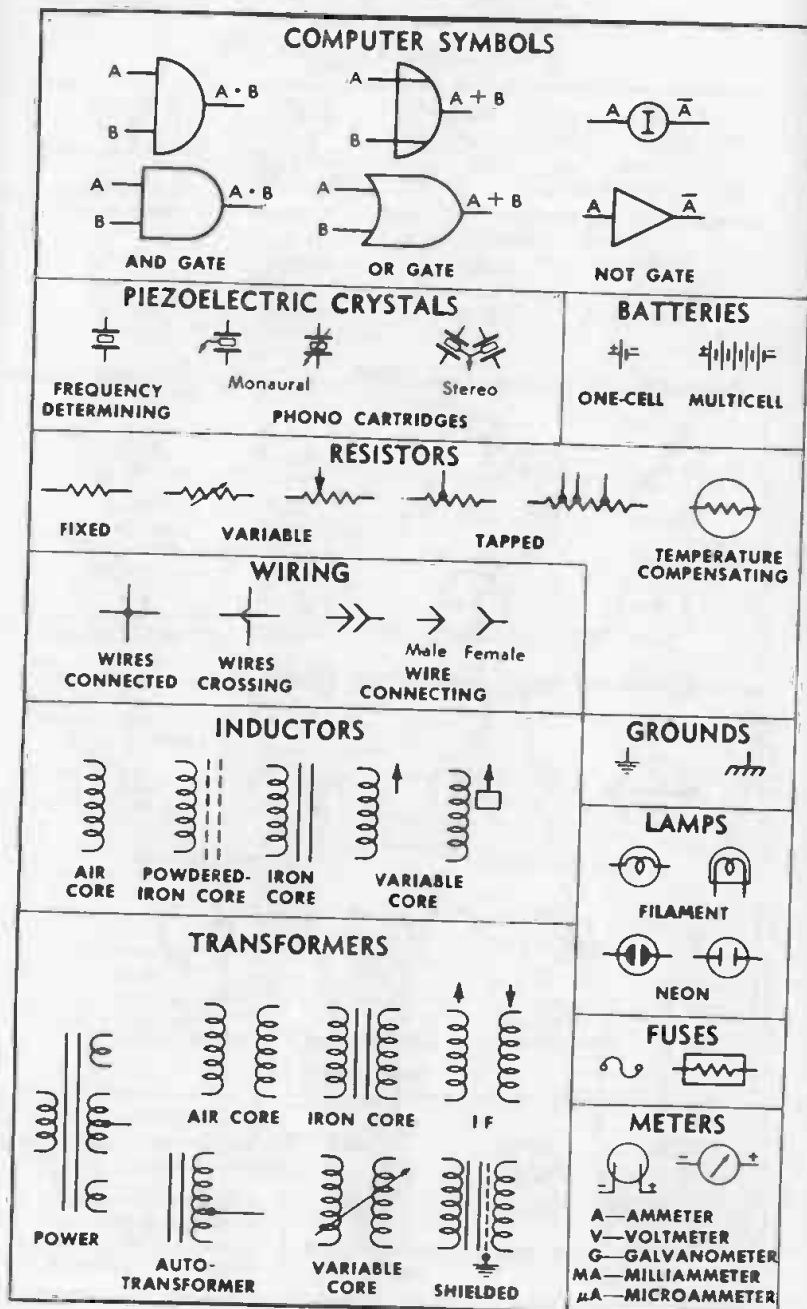 COMPUTER SYMBOLS
A
B
A • B
A
B
A + B
A
I
A̅
A
B
A • B
A
B
A + B
A
A̅
AND GATE
OR GATE
NOT GATE
PIEZOELECTRIC CRYSTALS
FREQUENCY
DETERMINING
Monaural
Stereo
PHONO CARTRIDGES
BATTERIES
+ −
+ −
ONE-CELL
MULTICELL
RESISTORS
FIXED
VARIABLE
TAPPED
TEMPERATURE
COMPENSATING
WIRING
WIRES
CONNECTED
WIRES
CROSSING
Male
Female
WIRE
CONNECTING
INDUCTORS
AIR
CORE
POWDERED-
IRON CORE
IRON
CORE
VARIABLE
CORE
GROUNDS
LAMPS
FILAMENT
NEON
TRANSFORMERS
POWER
AIR CORE
IRON CORE
IF
AUTO-
TRANSFORMER
VARIABLE
CORE
SHIELDED
FUSES
METERS
− +
− +
A—AMMETER
V—VOLTMETER
G—GALVANOMETER
MA—MILLIAMMETER
µA—MICROAMMETER